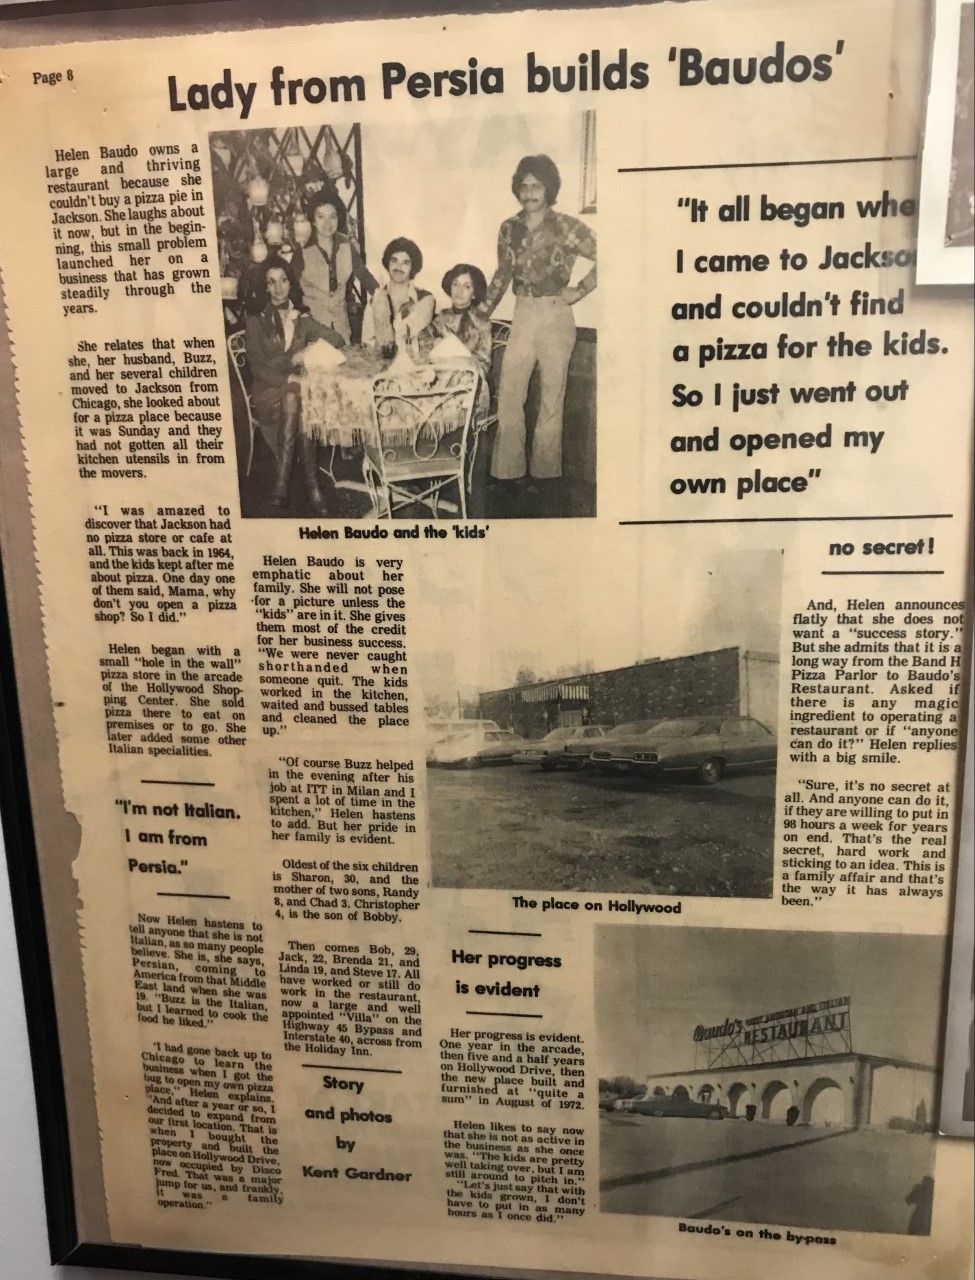 Page 8
Lady from Persia builds 'Baudos'
Helen Baudo owns a
large and thriving
restaurant because she
couldn't buy a pizza pie in
Jackson. She laughs about
it now, but in the begin-
ning, this small problem
launched her on a
business that has grown
steadily through the
years.
She relates that when
she, her husband, Buzz,
and her several children
moved to Jackson from
Chicago, she looked about
for a pizza place because
it was Sunday and they
had not gotten all their
kitchen utensils in from
the movers.
"I was amazed to
discover that Jackson had
no pizza store or cafe at
all. This was back in 1964,
and the kids kept after me
about pizza. One day one
of them said, Mama, why
don't you open a pizza
shop? So I did."
Helen began with a
small "hole in the wall"
pizza store in the arcade
of the Hollywood Shop-
ping Center. She sold
pizza there to eat on
premises or to go. She
later added some other
Italian specialities.
"I'm not Italian.
I am from
Persia."
Now Helen hastens to
tell anyone that she is not
Italian, as so many people
believe. She is, she says,
Persian, coming to
America from that Middle
East land when she was
19. "Buzz is the Italian,
but I learned to cook the
food he liked."
"I had gone back up to
Chicago to learn the
business when I got the
bug to open my own pizza
place," Helen explains.
"And after a year or so, I
decided to expand from
our first location. That is
when I bought the
property and built the
place on Hollywood Drive,
now occupied by Disco
Fred. That was a major
jump for us, and frankly,
it was a family
operation."
Helen Baudo and the 'kids'
Helen Baudo is very
emphatic about her
family. She will not pose
for a picture unless the
"kids" are in it. She gives
them most of the credit
for her business success.
"We were never caught
shorthanded when
someone quit. The kids
worked in the kitchen,
waited and bussed tables
and cleaned the place
up."
"Of course Buzz helped
in the evening after his
job at ITT in Milan and I
spent a lot of time in the
kitchen," Helen hastens
to add. But her pride in
her family is evident.
Oldest of the six children
is Sharon, 30, and the
mother of two sons, Randy
8, and Chad 3. Christopher
4, is the son of Bobby.
Then comes Bob, 29,
Jack, 22, Brenda 21, and
Linda 19, and Steve 17. All
have worked or still do
work in the restaurant,
now a large and well
appointed "Villa" on the
Highway 45 Bypass and
Interstate 40, across from
the Holiday Inn.
Story
and photos
by
Kent Gardner
"It all began whe
I came to Jackso
and couldn't find
a pizza for the kids.
So I just went out
and opened my
own place"
The place on Hollywood
Her progress
is evident
Her progress is evident.
One year in the arcade,
then five and a half years
on Hollywood Drive, then
the new place built and
furnished at "quite a
sum" in August of 1972.
Helen likes to say now
that she is not as active in
the business as she once
was. "The kids are pretty
well taking over, but I am
still around to pitch in."
"Let's just say that with
the kids grown, I don't
have to put in as many
hours as I once did."
no secret!
And, Helen announces
flatly that she does not
want a "success story."
But she admits that it is a
long way from the Band H
Pizza Parlor to Baudo's
Restaurant. Asked if
there is any magic
ingredient to operating a
restaurant or if "anyone
can do it?" Helen replies
with a big smile.
"Sure, it's no secret at
all. And anyone can do it,
if they are willing to put in
98 hours a week for years
on end. That's the real
secret, hard work and
sticking to an idea. This is
a family affair and that's
the way it has always
been."
Baudo's
AMERICAN AND ITALIAN
RESTAURANT
Baudo's on the by-pass